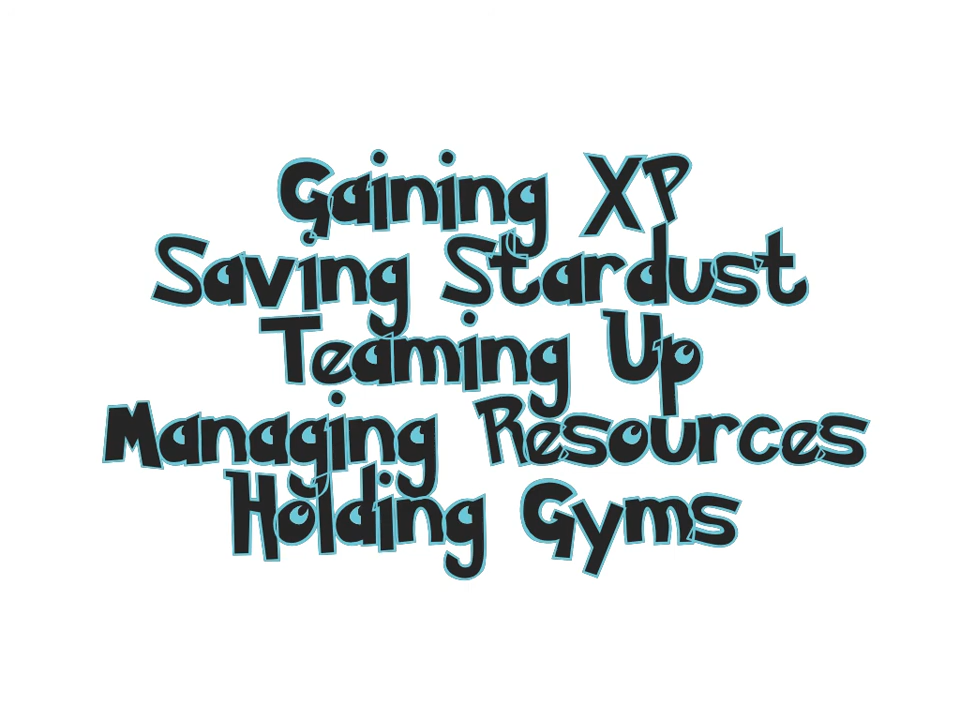 Gaining XP
Saving Stardust
Teaming Up
Managing Resources
Holding Gyms